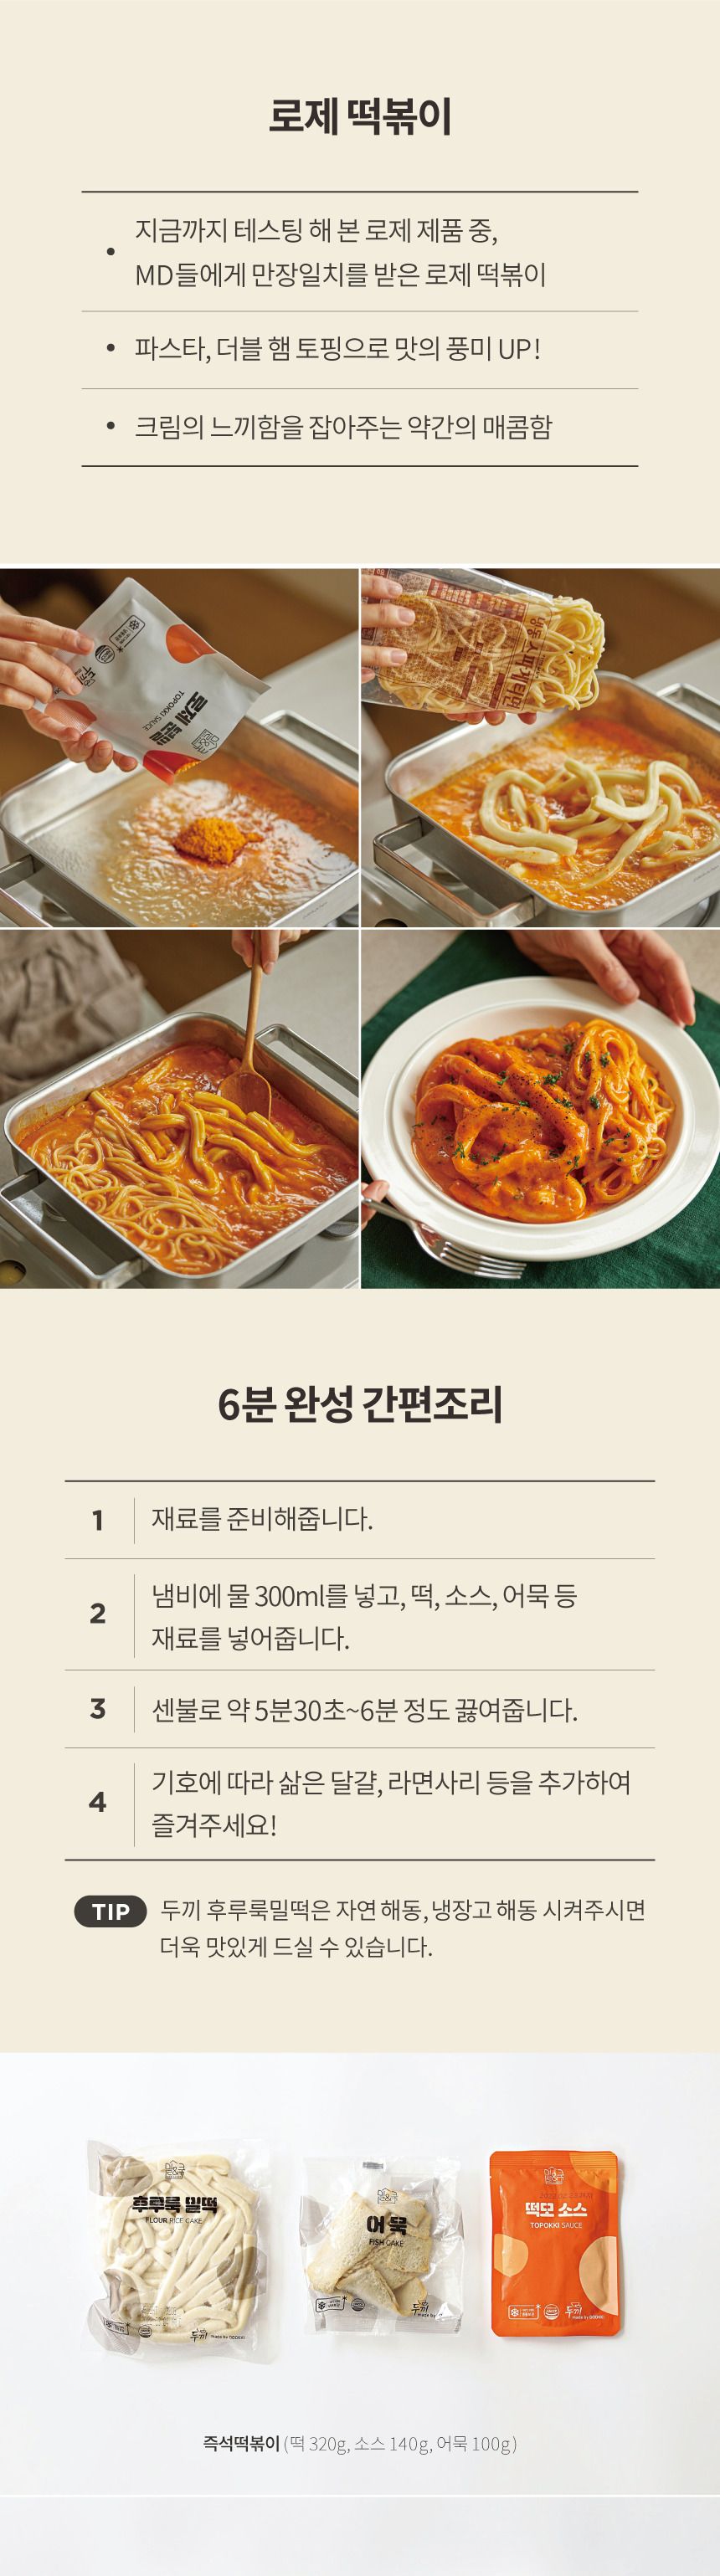 로제 떡볶이
• 지금까지 테스팅 해 본 로제 제품 중,
MD들에게 만장일치를 받은 로제 떡볶이
• 파스타, 더블 햄 토핑으로 맛의 풍미 UP!
• 크림의 느끼함을 잡아주는 약간의 매콤함
TOPOKKI SAUCE
6분 완성 간편조리
1 재료를 준비해줍니다.
2 냄비에 물 300ml를 넣고, 떡, 소스, 어묵 등
재료를 넣어줍니다.
3 센불로 약 5분30초~6분 정도 끓여줍니다.
4 기호에 따라 삶은 달걀, 라면사리 등을 추가하여
즐겨주세요!
TIP 두끼 후루룩밀떡은 자연 해동, 냉장고 해동 시켜주시면
더욱 맛있게 드실 수 있습니다.
후루룩 밀떡
FLOUR RICE CAKE
두끼
어묵
FISH CAKE
두끼
떡모 소스
TOPOKKI SAUCE
두끼
즉석떡볶이 (떡 320g, 소스 140g, 어묵 100g)